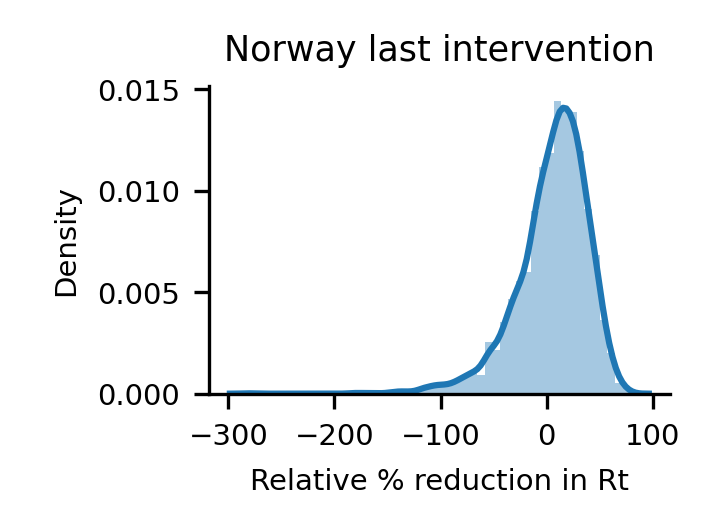 Norway last intervention
0.015
0.010
0.005
0.000
Density
−300 −200 −100 0 100
Relative % reduction in Rt